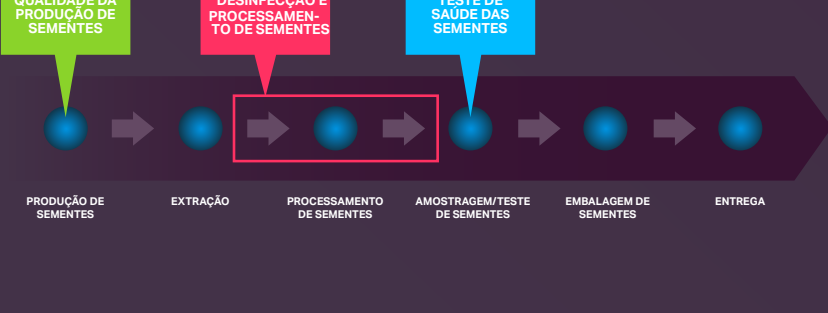 QUALIDADE DA
PRODUÇÃO DE
SEMENTES
DESINFECÇÃO E
PROCESSAMEN-
TO DE SEMENTES
TESTE DE
SAÚDE DAS
SEMENTES
PRODUÇÃO DE
SEMENTES
EXTRAÇÃO
PROCESSAMENTO
DE SEMENTES
AMOSTRAGEM/TESTE
DE SEMENTES
EMBALAGEM DE
SEMENTES
ENTREGA